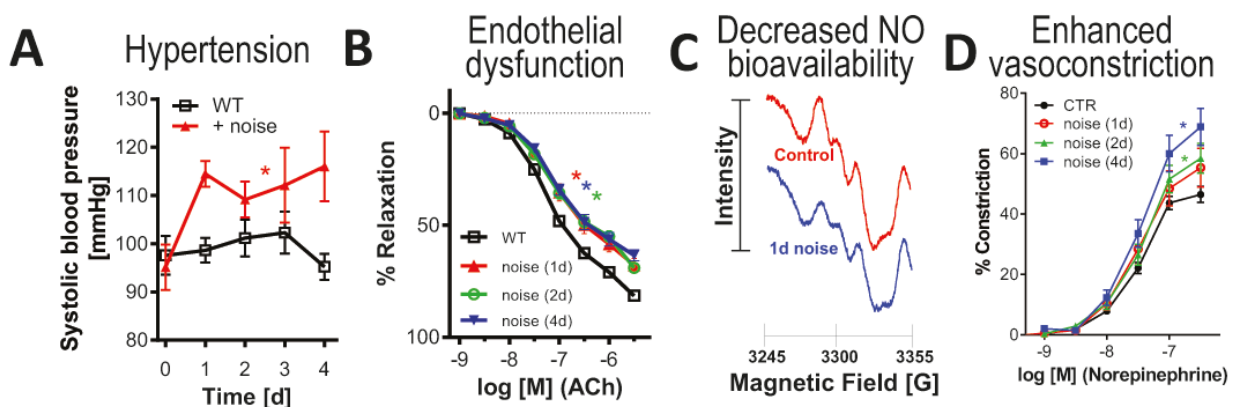 A
Hypertension
Systolic blood pressure
[mmHg]
130
120
110
100
90
80
WT
+ noise
*
0
1
2
3
4
Time [d]
B
Endothelial
dysfunction
% Relaxation
0
50
100
* * *
WT
noise (1d)
noise (2d)
noise (4d)
-9
-8
-7
-6
log [M] (ACh)
C
Decreased NO
bioavailability
Intensity
Control
1d noise
3245
3300
3355
Magnetic Field [G]
D
Enhanced
vasoconstriction
% Constriction
80
60
40
20
0
CTR
noise (1d)
noise (2d)
noise (4d)
*
*
-9
-8
-7
log [M] (Norepinephrine)